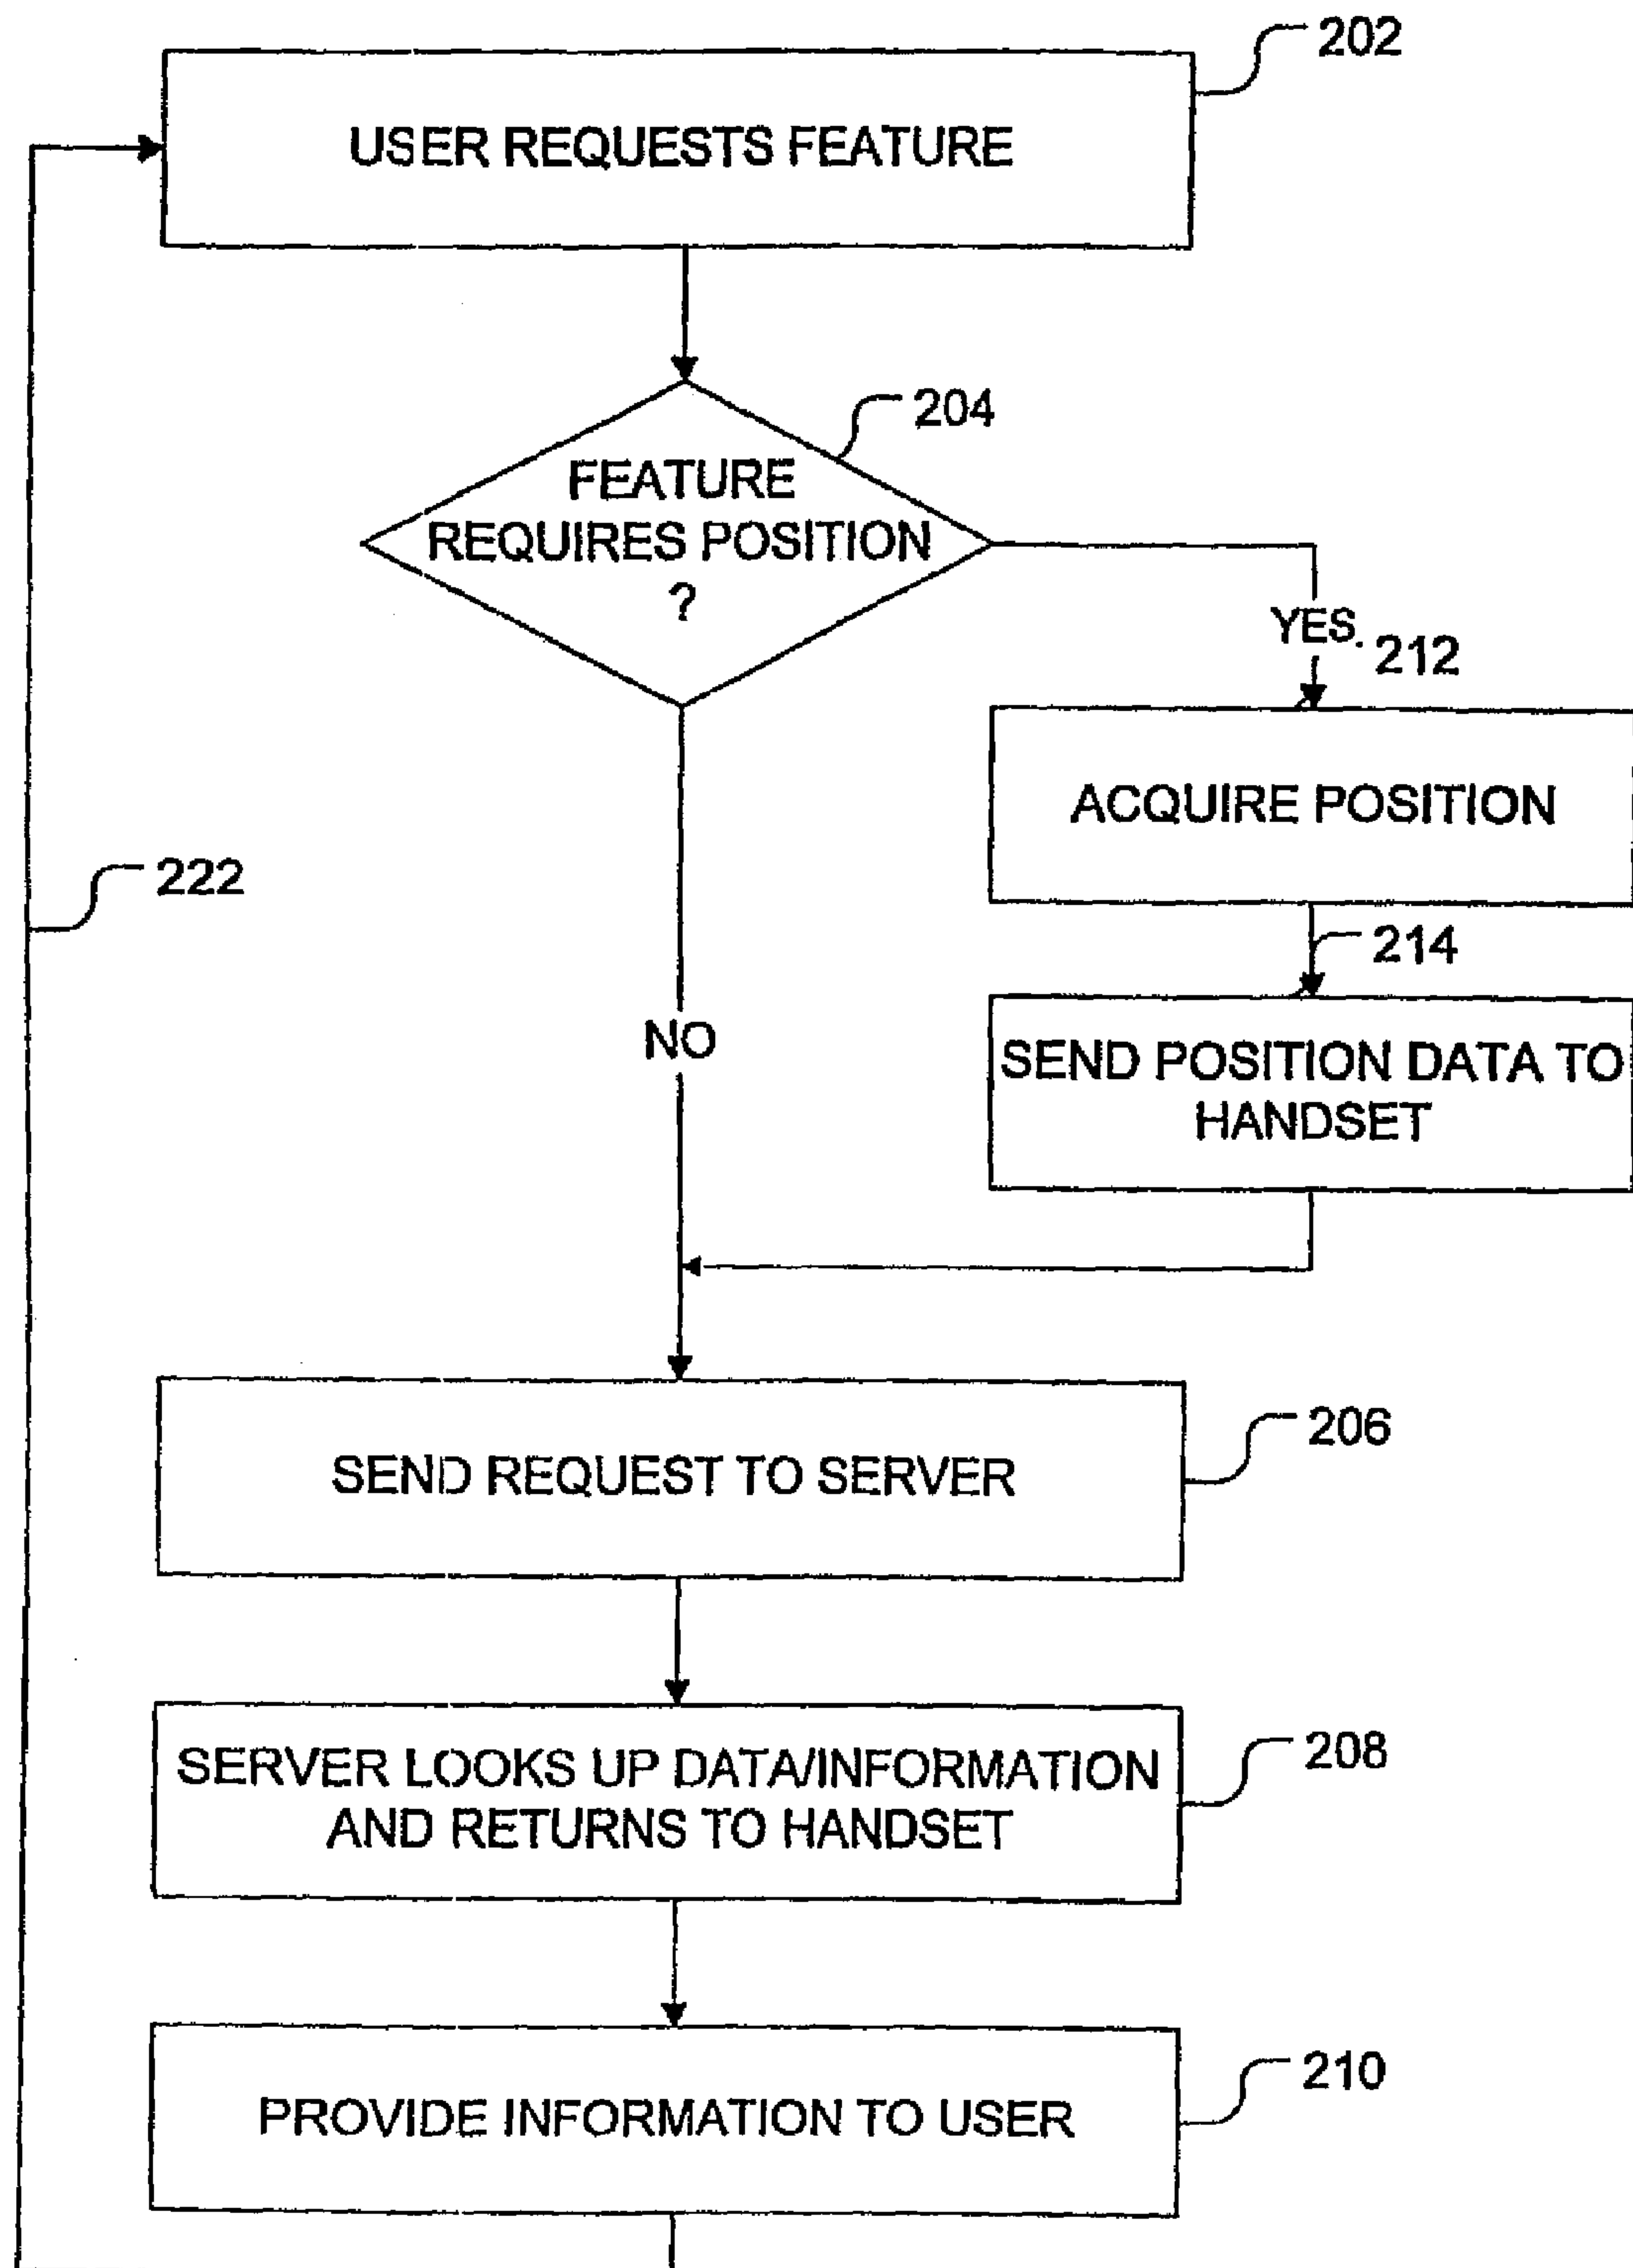 202
USER REQUESTS FEATURE
204
FEATURE
REQUIRES POSITION
?
YES.
212
ACQUIRE POSITION
222
214
NO
SEND POSITION DATA TO
HANDSET
206
SEND REQUEST TO SERVER
208
SERVER LOOKS UP DATA/INFORMATION
AND RETURNS TO HANDSET
210
PROVIDE INFORMATION TO USER